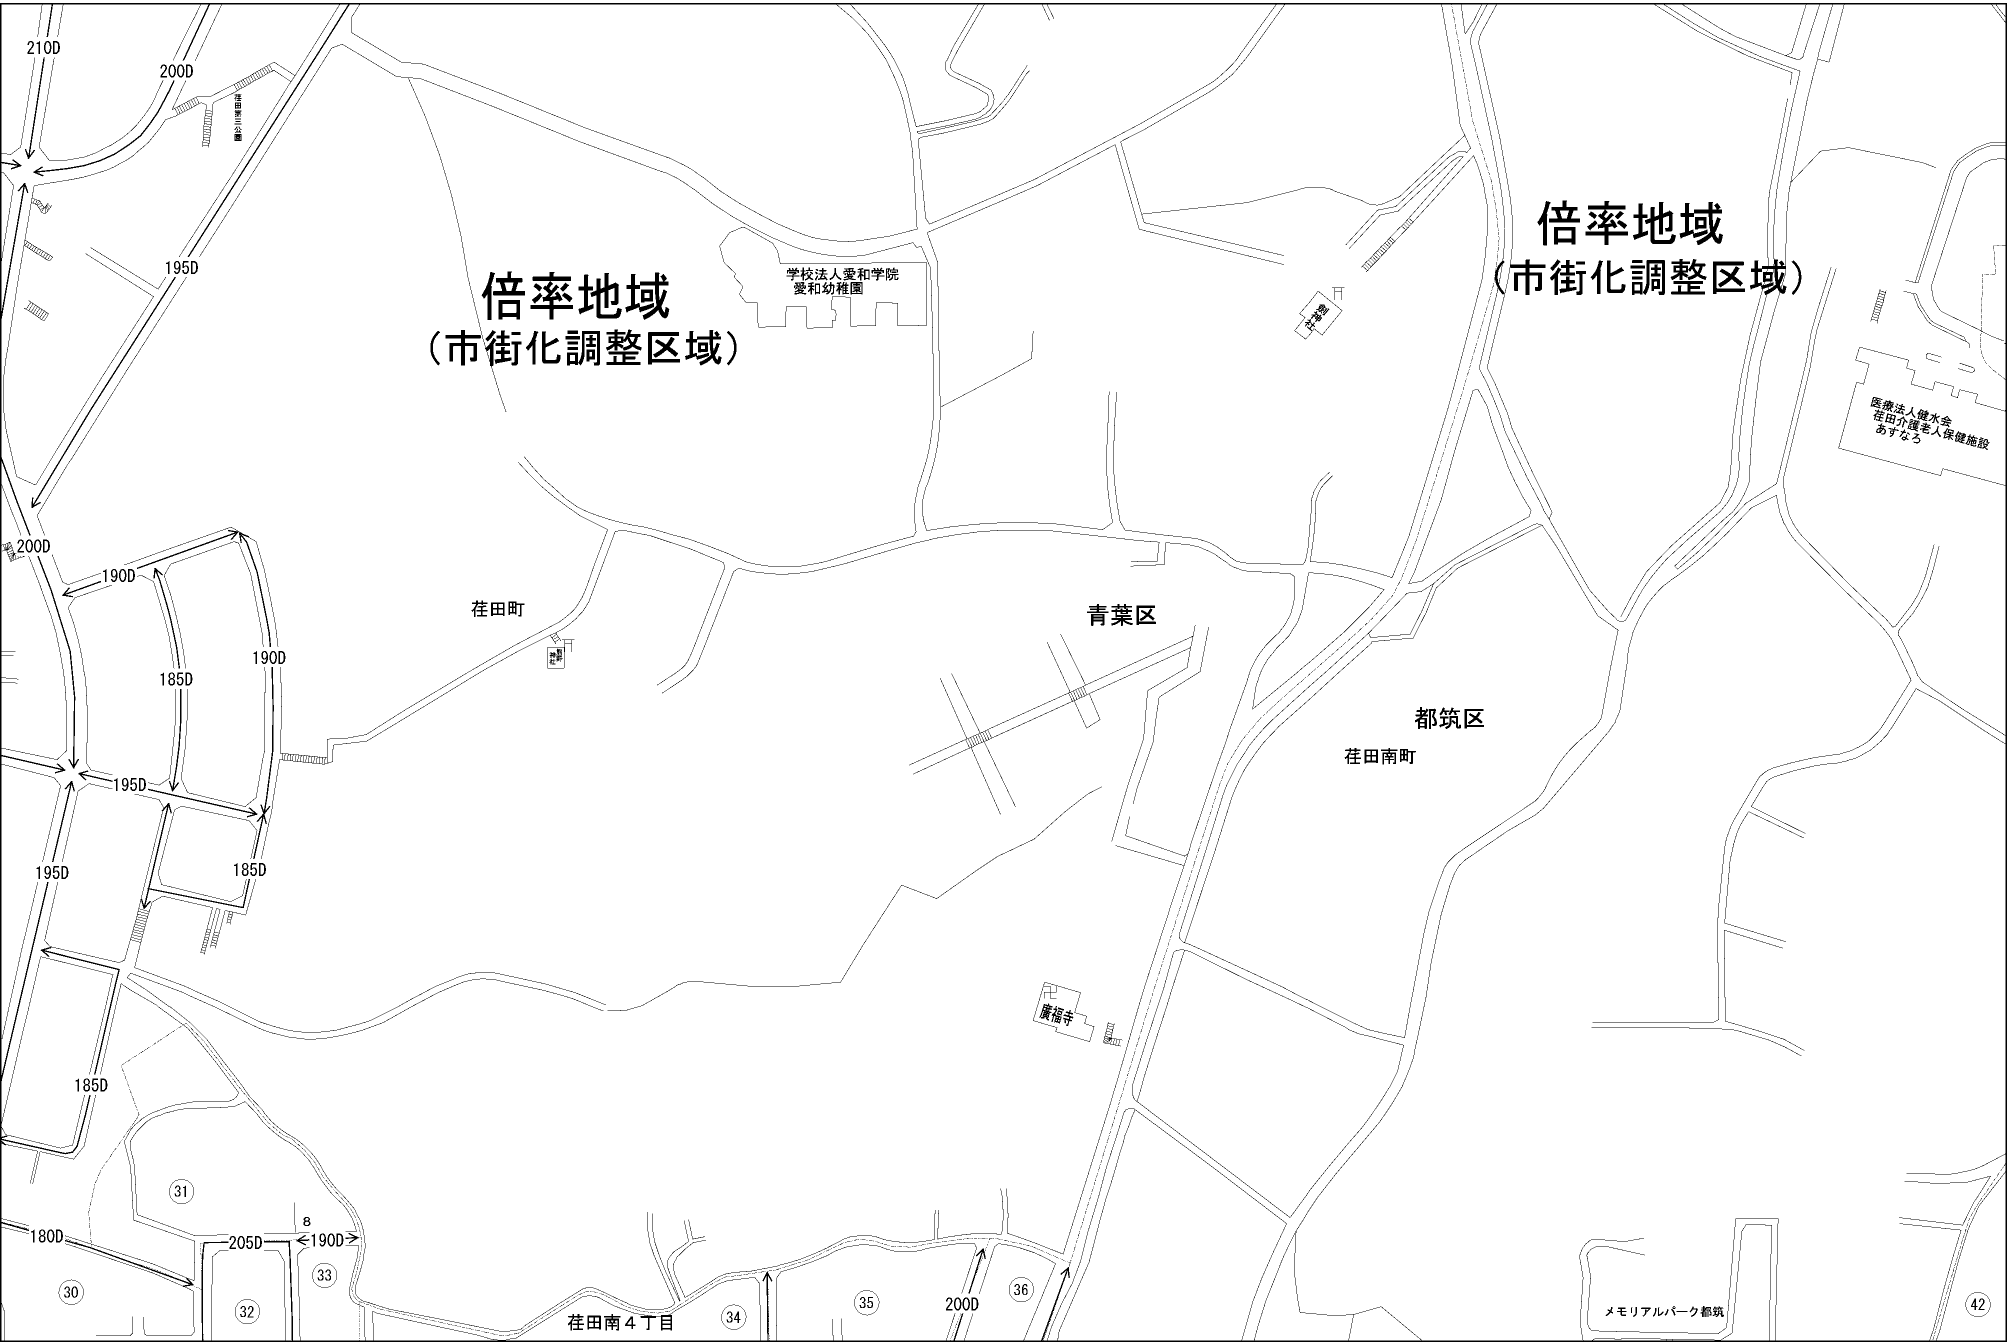 210D
200D
荏田第三公園
195D
倍率地域
(市街化調整区域)
学校法人愛和学院
愛和幼稚園
倍率地域
(市街化調整区域)
剣神社
医療法人健水会
荏田介護老人保健施設
あすなろ
200D
190D
荏田町
青葉区
190D
185D
都筑区
荏田南町
195D
195D
185D
廣福寺
卍
185D
31
8
180D
205D
190D
33
30
32
荏田南4丁目
34
35
200D
36
メモリアルパーク都筑
42